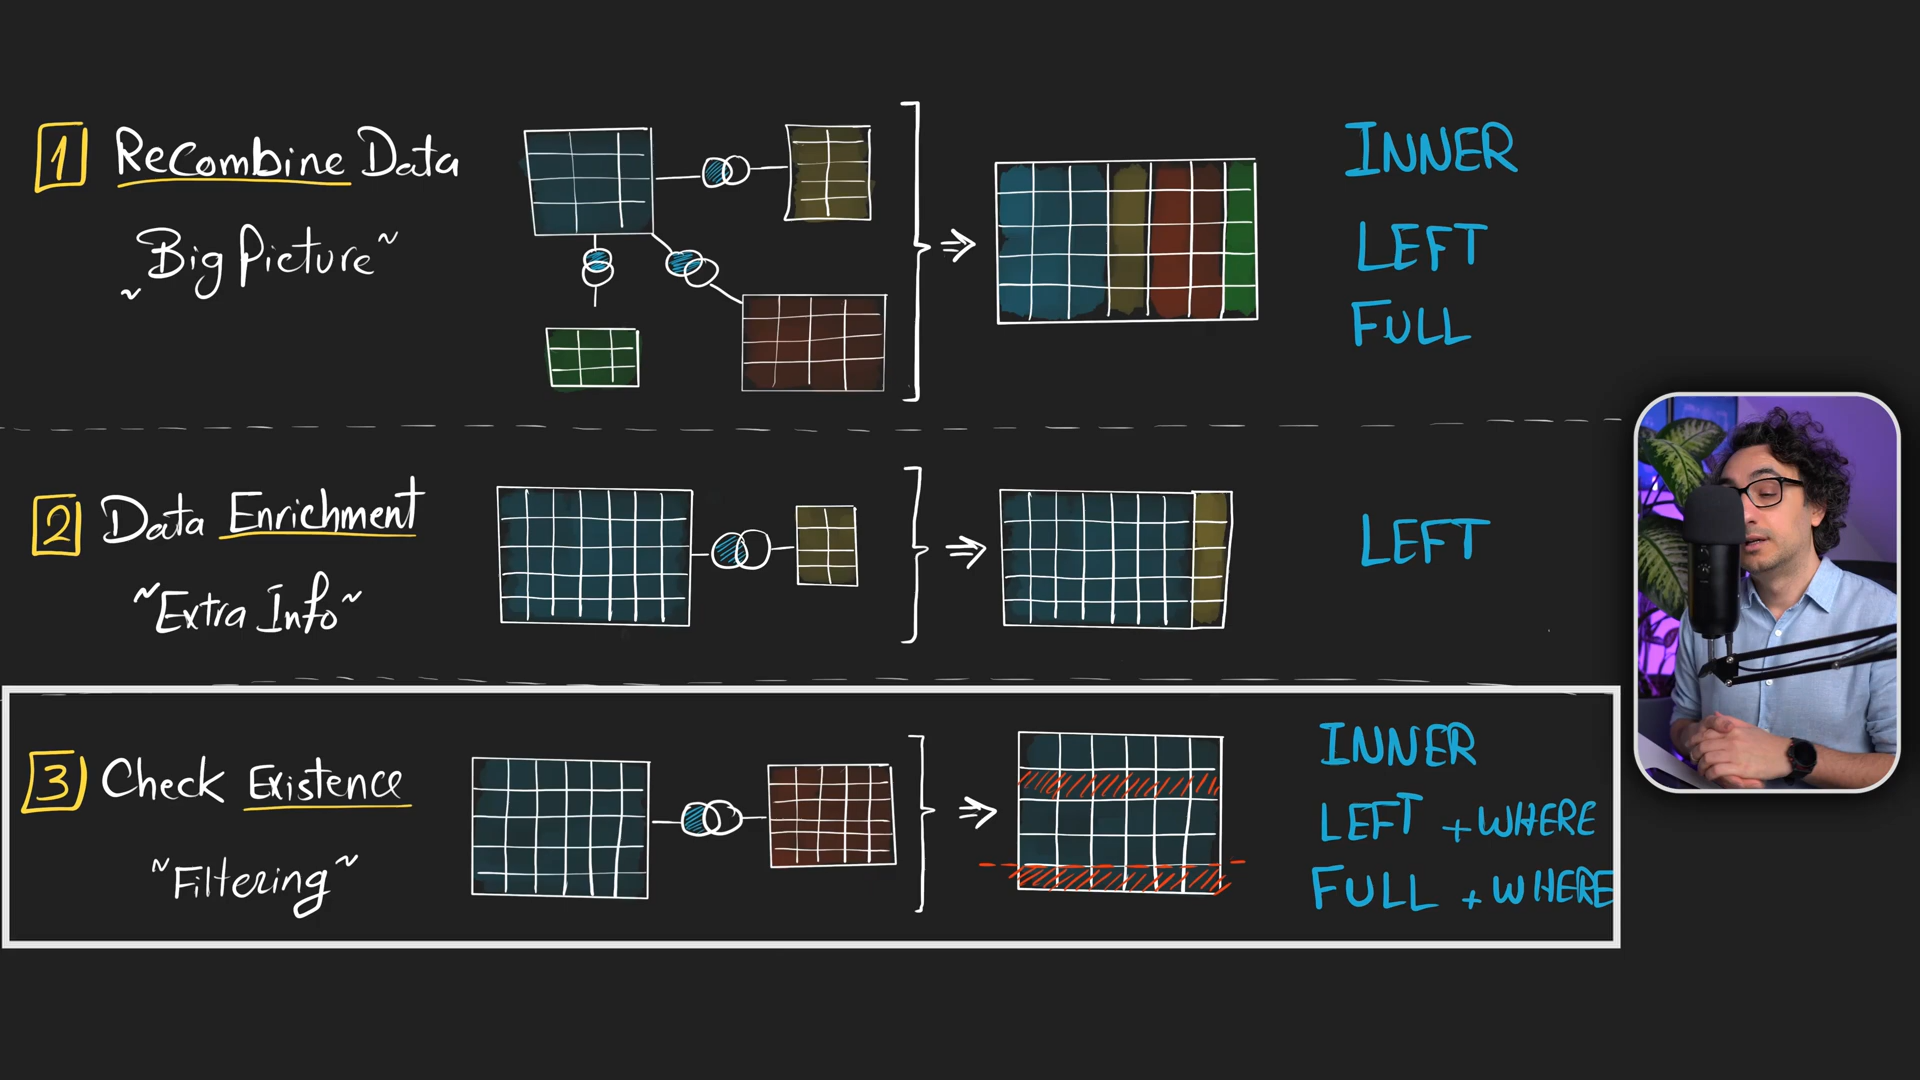 1 ReCombine Data
~Big Picture~
INNER
LEFT
FULL
2 Data Enrichment
~Extra Info~
LEFT
3 Check Existence
~Filtering~
INNER
LEFT + WHERE
FULL + WHERE